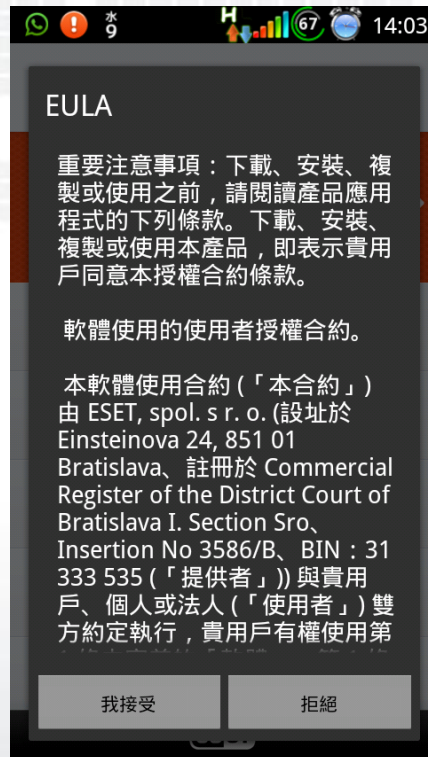 水
9
H
67
14:03
EULA
重要注意事項：下載、安裝、複
製或使用之前，請閱讀產品應用
程式的下列條款。下載、安裝、
複製或使用本產品，即表示貴用
戶同意本授權合約條款。
軟體使用的使用者授權合約。
本軟體使用合約 (「本合約」)
由 ESET, spol. s r. o. (設址於
Einsteinova 24, 851 01
Bratislava、註冊於 Commercial
Register of the District Court of
Bratislava I. Section Sro、
Insertion No 3586/B、BIN：31
333 535 (「提供者」)) 與貴用
戶、個人或法人 (「使用者」) 雙
方約定執行，貴用戶有權使用第
我接受
拒絕